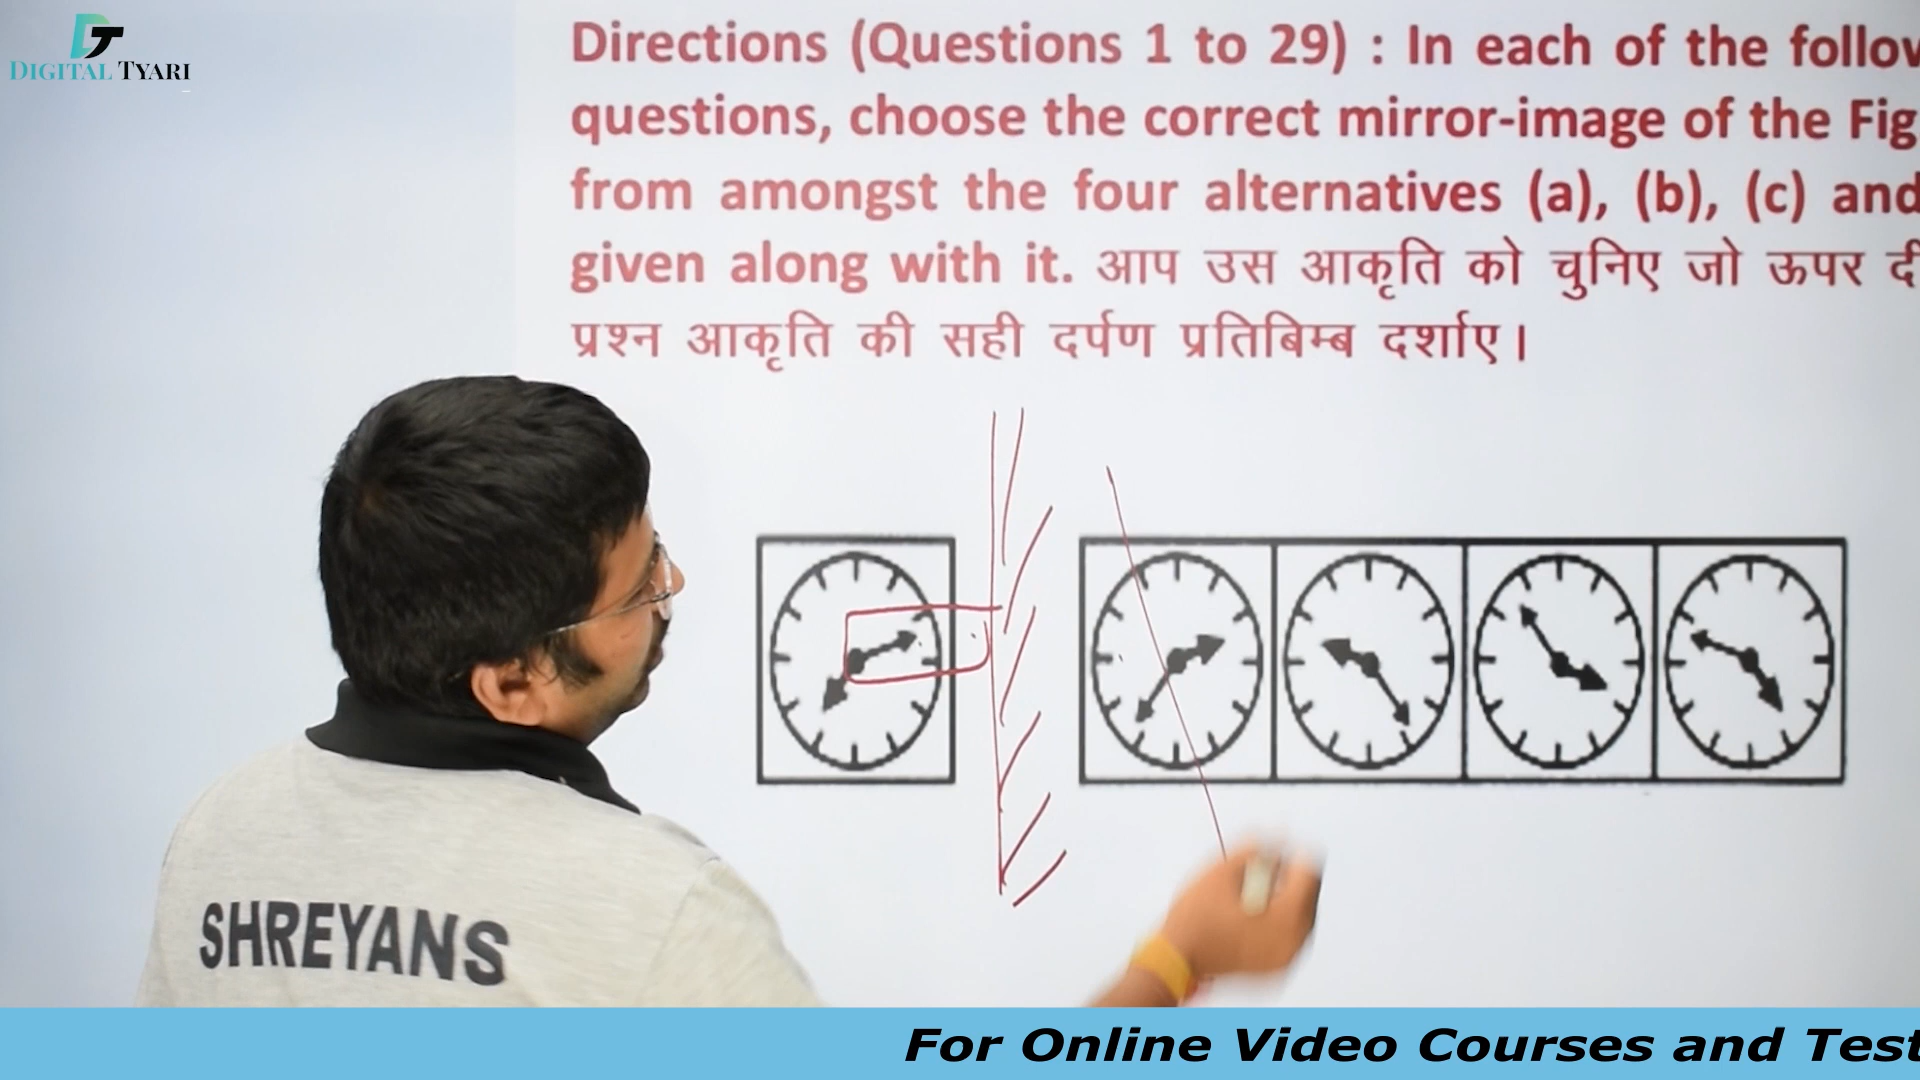 DT
DIGITAL TYARI
Directions (Questions 1 to 29) : In each of the
questions, choose the correct mirror-image of the Fig
from amongst the four alternatives (a), (b), (c) and
given along with it. आप उस आकृति को चुनिए जो ऊपर दी
प्रश्न आकृति की सही दर्पण प्रतिबिम्ब दर्शाए।
SHREYANS
For Online Video Courses and Test